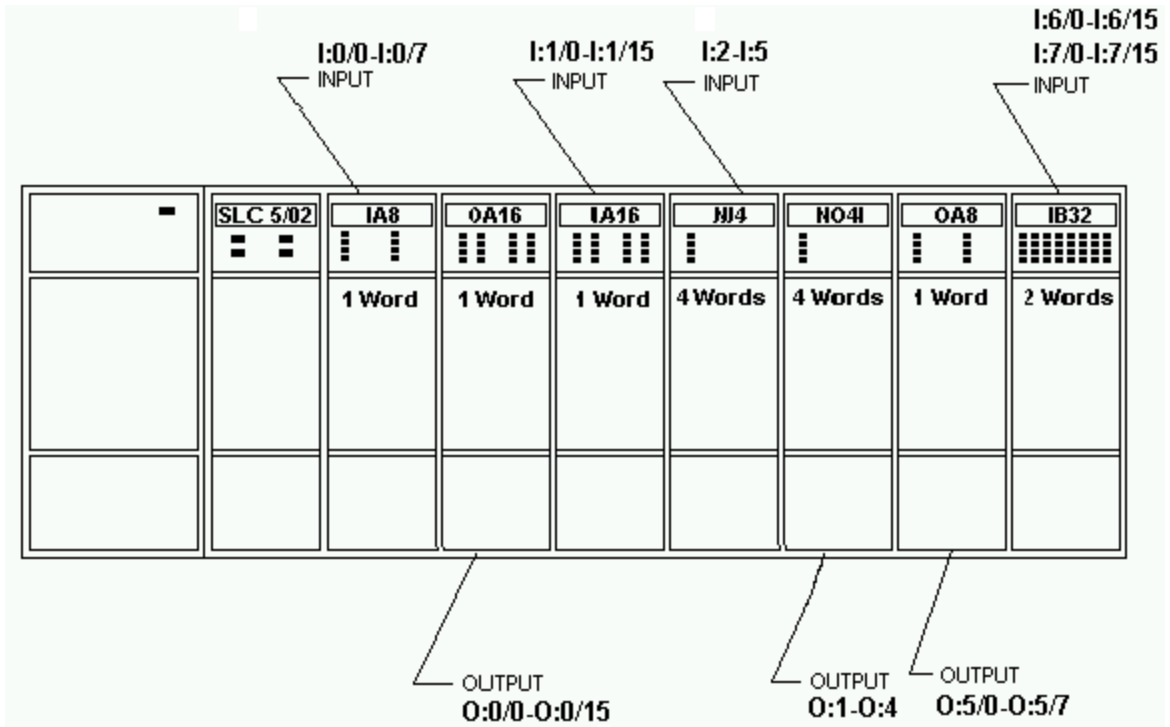 I:0/0-I:0/7
INPUT
I:1/0-I:1/15
INPUT
I:2-I:5
INPUT
I:6/0-I:6/15
I:7/0-I:7/15
INPUT
SLC 5/02
IA8
OA16
IA16
NI4
NO4I
OA8
IB32
1 Word
1 Word
1 Word
4 Words
4 Words
1 Word
2 Words
OUTPUT
O:0/0-O:0/15
OUTPUT
O:1-O:4
OUTPUT
O:5/0-O:5/7